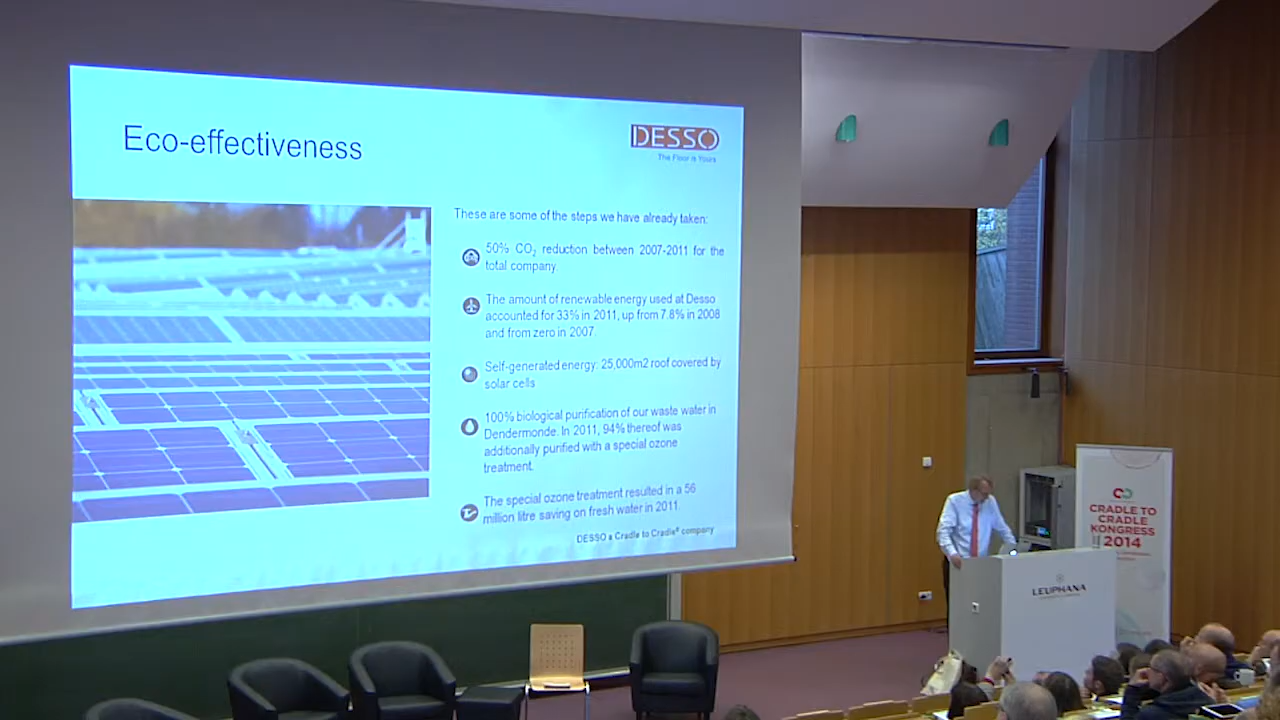 Eco-effectiveness
DESSO
The Floor is Yours
These are some of the steps we have already taken:
50% CO₂ reduction between 2007-2011 for the
total company
The amount of renewable energy used at Desso
accounted for 33% in 2011, up from 7.8% in 2008
and from zero in 2007.
Self-generated energy: 25,000m2 roof covered by
solar cells
100% biological purification of our waste water in
Dendermonde. In 2011, 94% thereof was
additionally purified with a special ozone
treatment.
The special ozone treatment resulted in a 56
million litre saving on fresh water in 2011.
DESSO a Cradle to Cradle® company
CRADLE TO
CRADLE
KONGRESS
2014
LEUPHANA